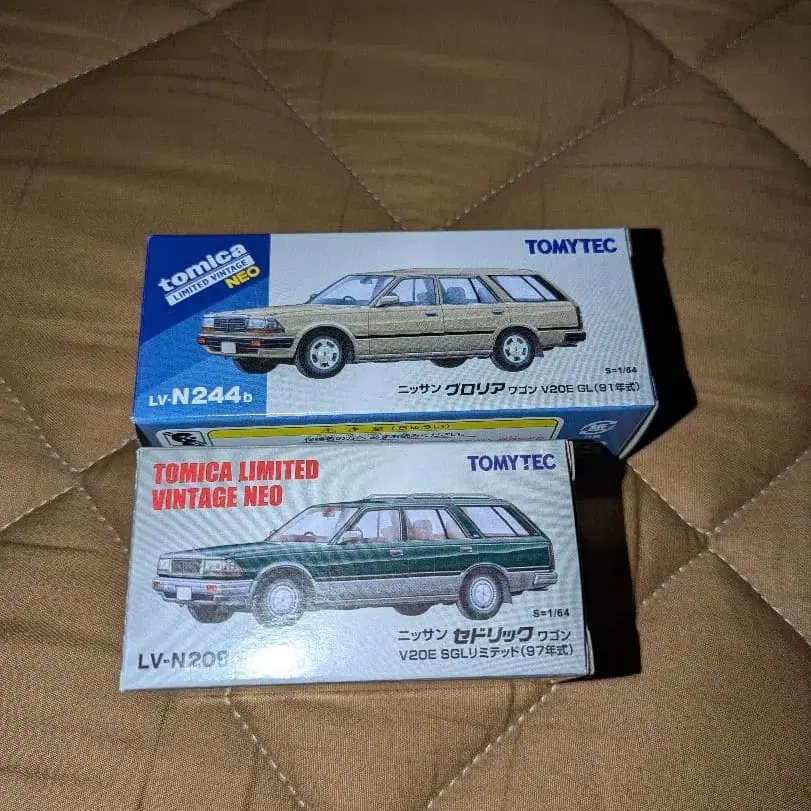 tomica
LIMITED VINTAGE
NEO
TOMYTEC
S=1/64
LV-N244b
ニッサン グロリア ワゴン V20E GL(91年式)
TOMICA LIMITED
VINTAGE NEO
TOMYTEC
S=1/64
ニッサン セドリック ワゴン
LV-N20
V20E SGLリミテッド(97年式)